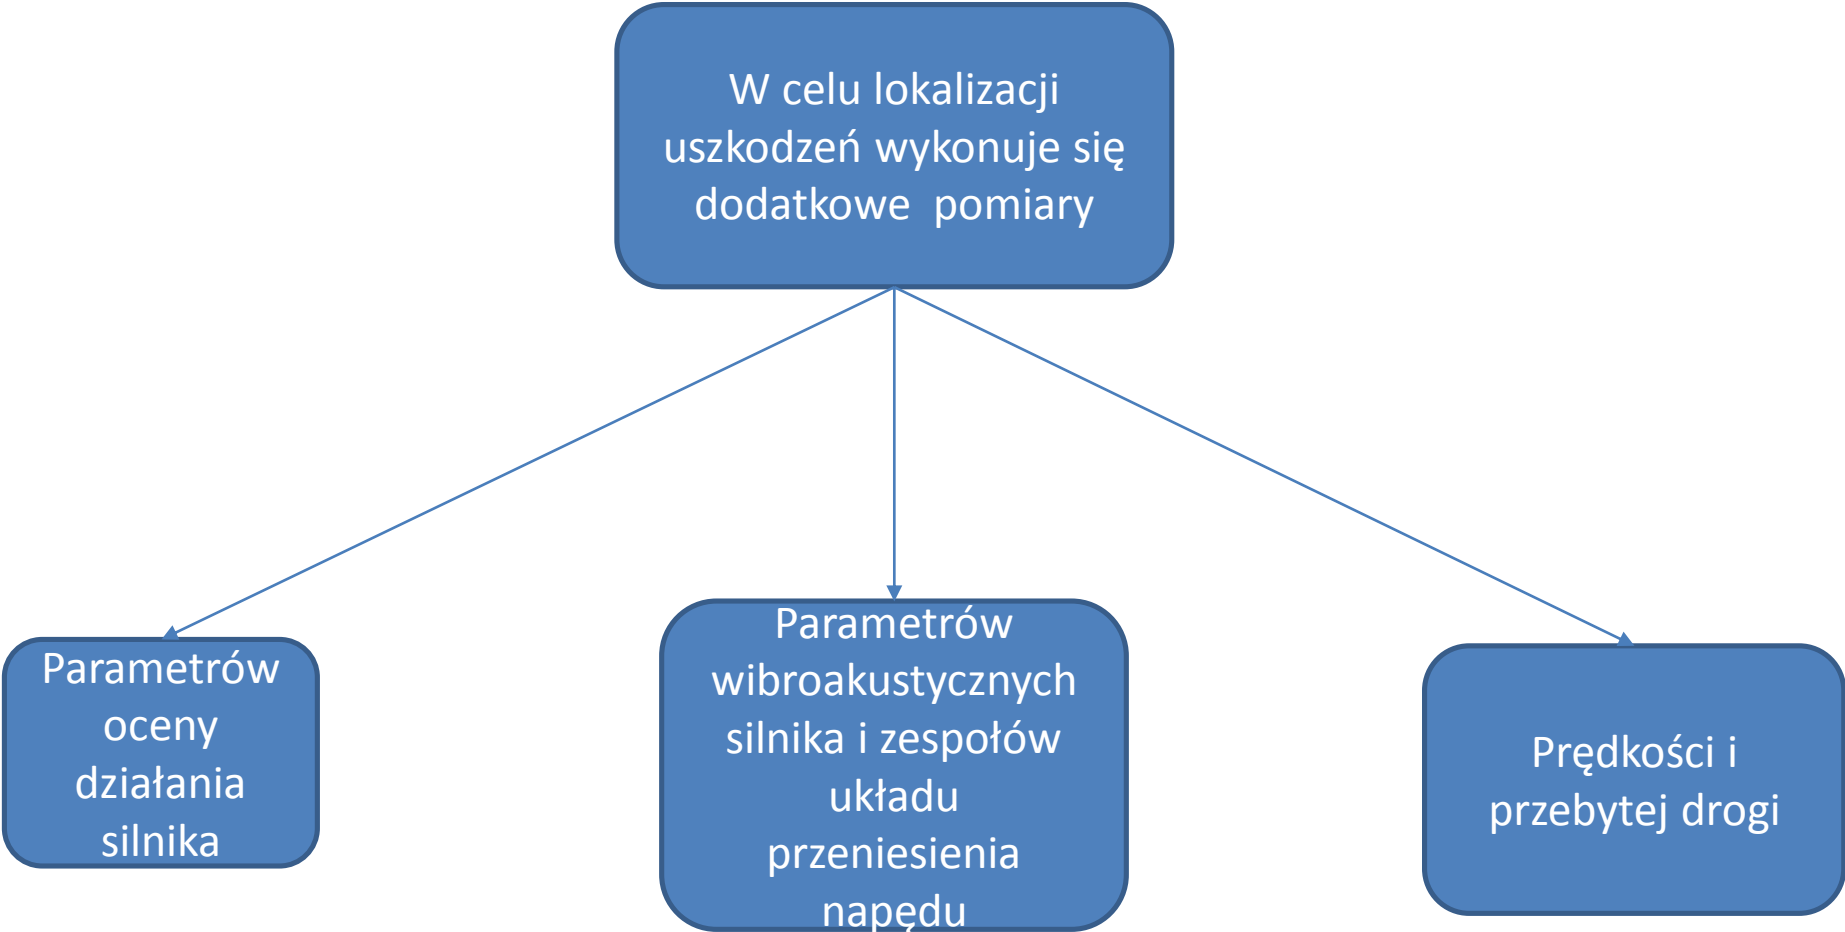 W celu lokalizacji
uszkodzeń wykonuje się
dodatkowe  pomiary
Parametrów
oceny
działania
silnika
Parametrów
wibroakustycznych
silnika i zespołów
układu
przeniesienia
napędu
Prędkości i
przebytej drogi